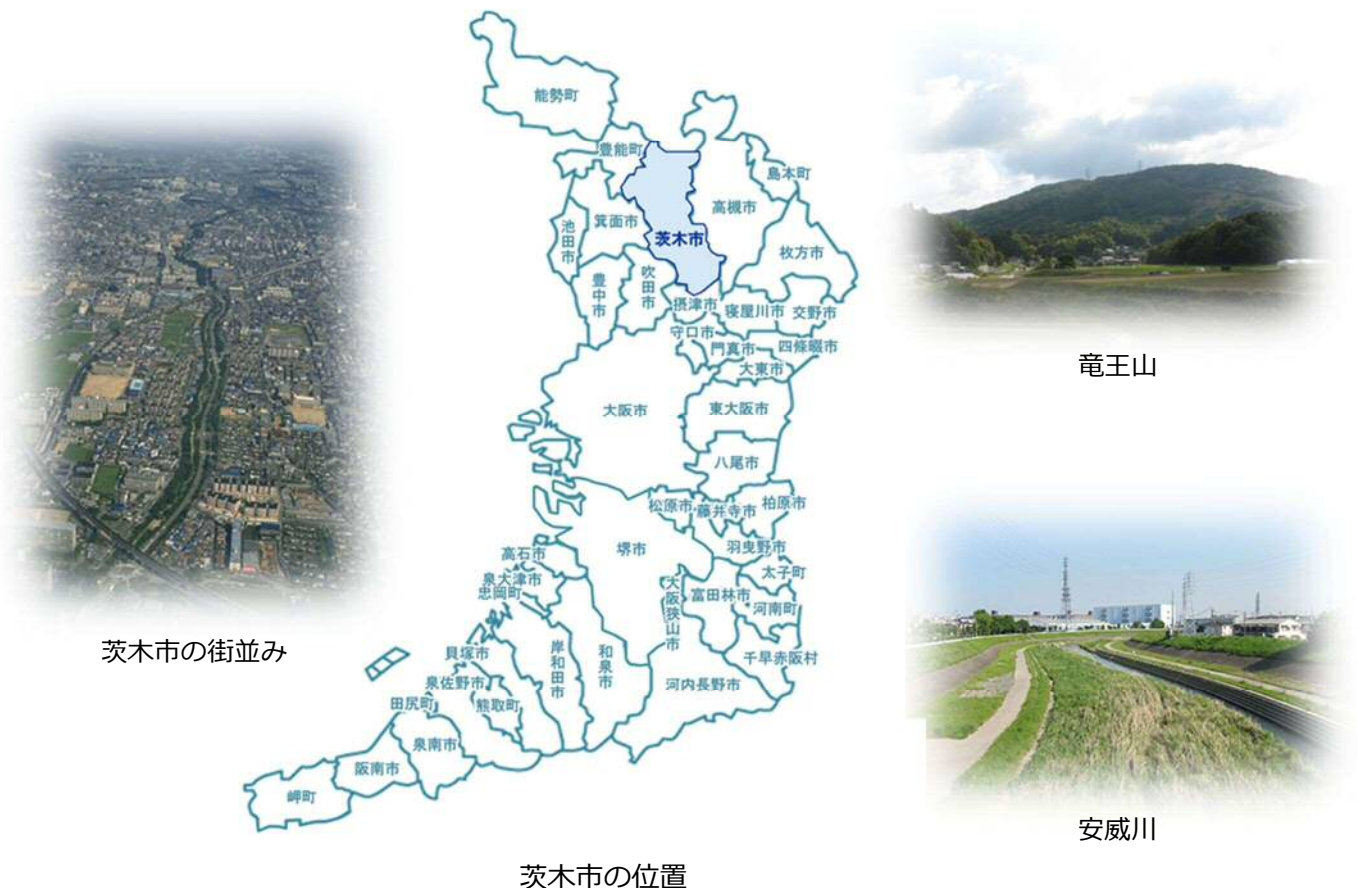 能勢町
豊能町
島本町
高槻市
箕面市
池田市
茨木市
枚方市
吹田市
豊中市
摂津市
寝屋川市
交野市
守口市
門真市
四條畷市
大東市
大阪市
東大阪市
八尾市
松原市
藤井寺市
柏原市
堺市
羽曳野市
高石市
太子町
泉大津市
大阪狭山市
富田林市
忠岡町
河南町
岸和田市
和泉市
貝塚市
千早赤阪村
泉佐野市
河内長野市
田尻町
熊取町
泉南市
阪南市
岬町
茨木市の街並み
竜王山
安威川
茨木市の位置